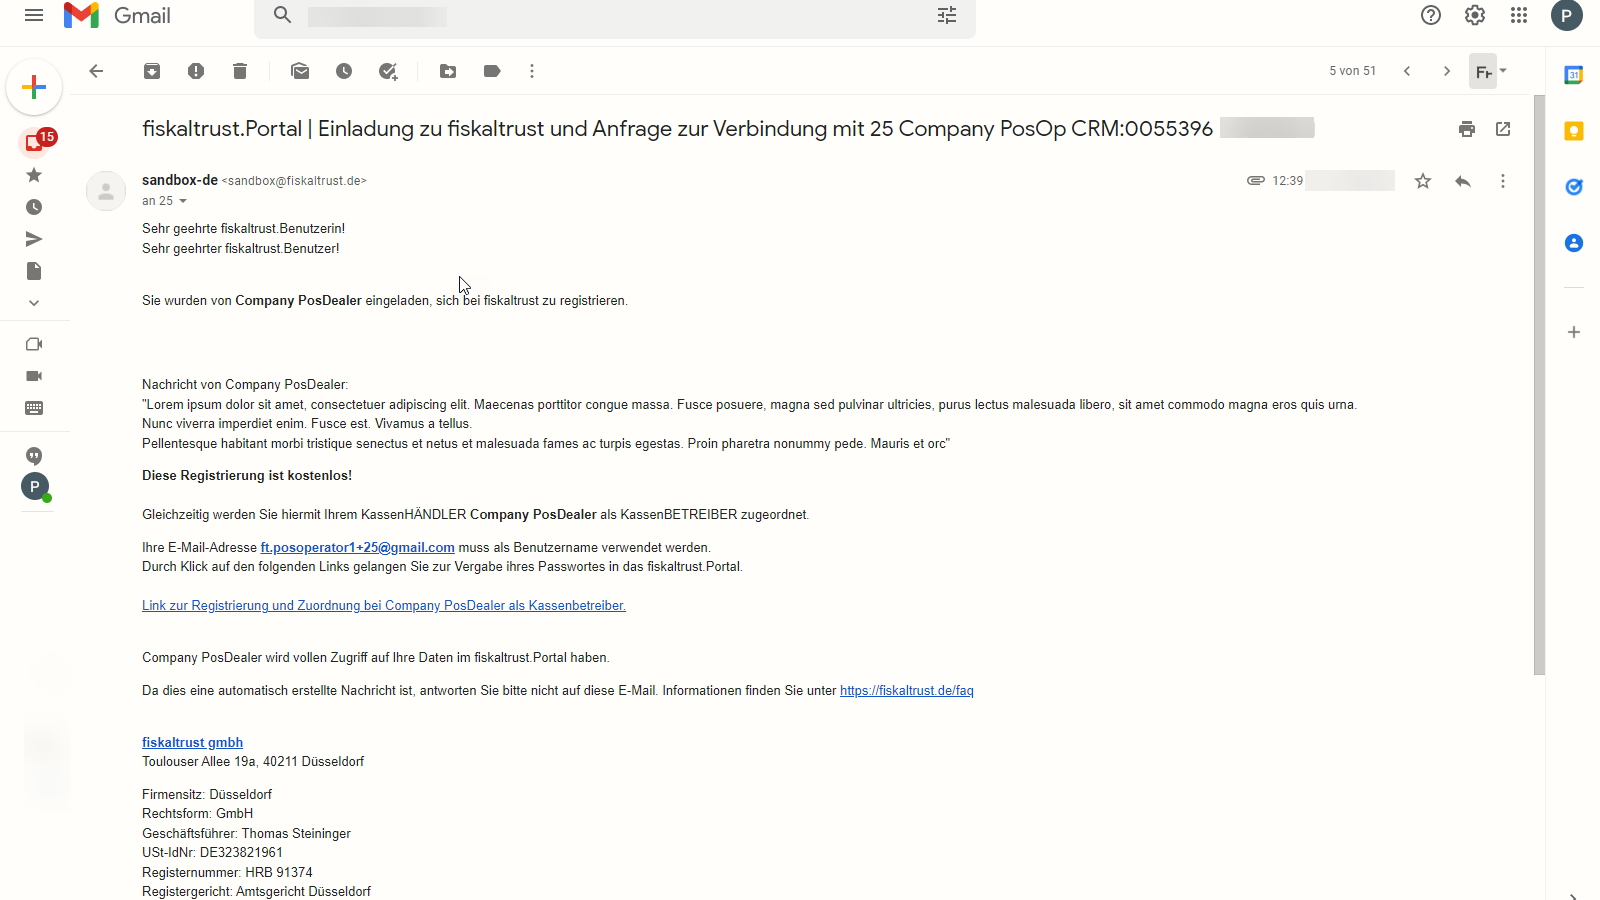 Gmail
P
5 von 51
Fr
31
15
fiskaltrust.Portal | Einladung zu fiskaltrust und Anfrage zur Verbindung mit 25 Company PosOp CRM:0055396
sandbox-de <sandbox@fiskaltrust.de>
12:39
an 25
Sehr geehrte fiskaltrust.Benutzerin!
Sehr geehrter fiskaltrust.Benutzer!
Sie wurden von Company PosDealer eingeladen, sich bei fiskaltrust zu registrieren.
Nachricht von Company PosDealer:
"Lorem ipsum dolor sit amet, consectetuer adipiscing elit. Maecenas porttitor congue massa. Fusce posuere, magna sed pulvinar ultricies, purus lectus malesuada libero, sit amet commodo magna eros quis urna.
Nunc viverra imperdiet enim. Fusce est. Vivamus a tellus.
Pellentesque habitant morbi tristique senectus et netus et malesuada fames ac turpis egestas. Proin pharetra nonummy pede. Mauris et orc"
Diese Registrierung ist kostenlos!
P
Gleichzeitig werden Sie hiermit Ihrem KassenHÄNDLER Company PosDealer als KassenBETREIBER zugeordnet.
Ihre E-Mail-Adresse ft.posoperator1+25@gmail.com muss als Benutzername verwendet werden.
Durch Klick auf den folgenden Links gelangen Sie zur Vergabe ihres Passwortes in das fiskaltrust.Portal.
Link zur Registrierung und Zuordnung bei Company PosDealer als Kassenbetreiber.
Company PosDealer wird vollen Zugriff auf Ihre Daten im fiskaltrust.Portal haben.
Da dies eine automatisch erstellte Nachricht ist, antworten Sie bitte nicht auf diese E-Mail. Informationen finden Sie unter https://fiskaltrust.de/faq
fiskaltrust gmbh
Toulouser Allee 19a, 40211 Düsseldorf
Firmensitz: Düsseldorf
Rechtsform: GmbH
Geschäftsführer: Thomas Steininger
USt-IdNr: DE323821961
Registernummer: HRB 91374
Registergericht: Amtsgericht Düsseldorf